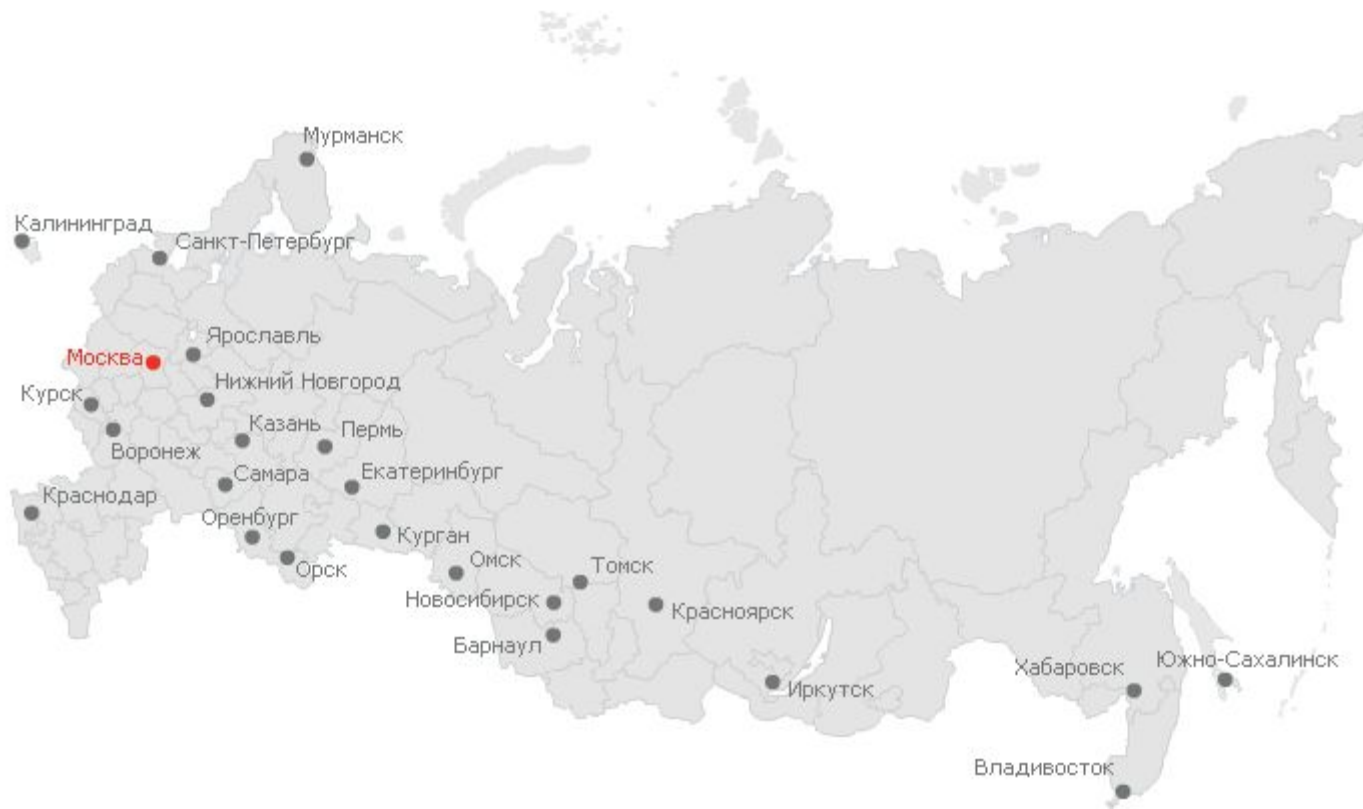 Мурманск
Калининград
Санкт-Петербург
Ярославль
Москва
Нижний Новгород
Курск
Казань
Пермь
Воронеж
Самара
Екатеринбург
Краснодар
Оренбург
Курган
Орск
Омск
Томск
Новосибирск
Красноярск
Барнаул
Южно-Сахалинск
Хабаровск
Иркутск
Владивосток